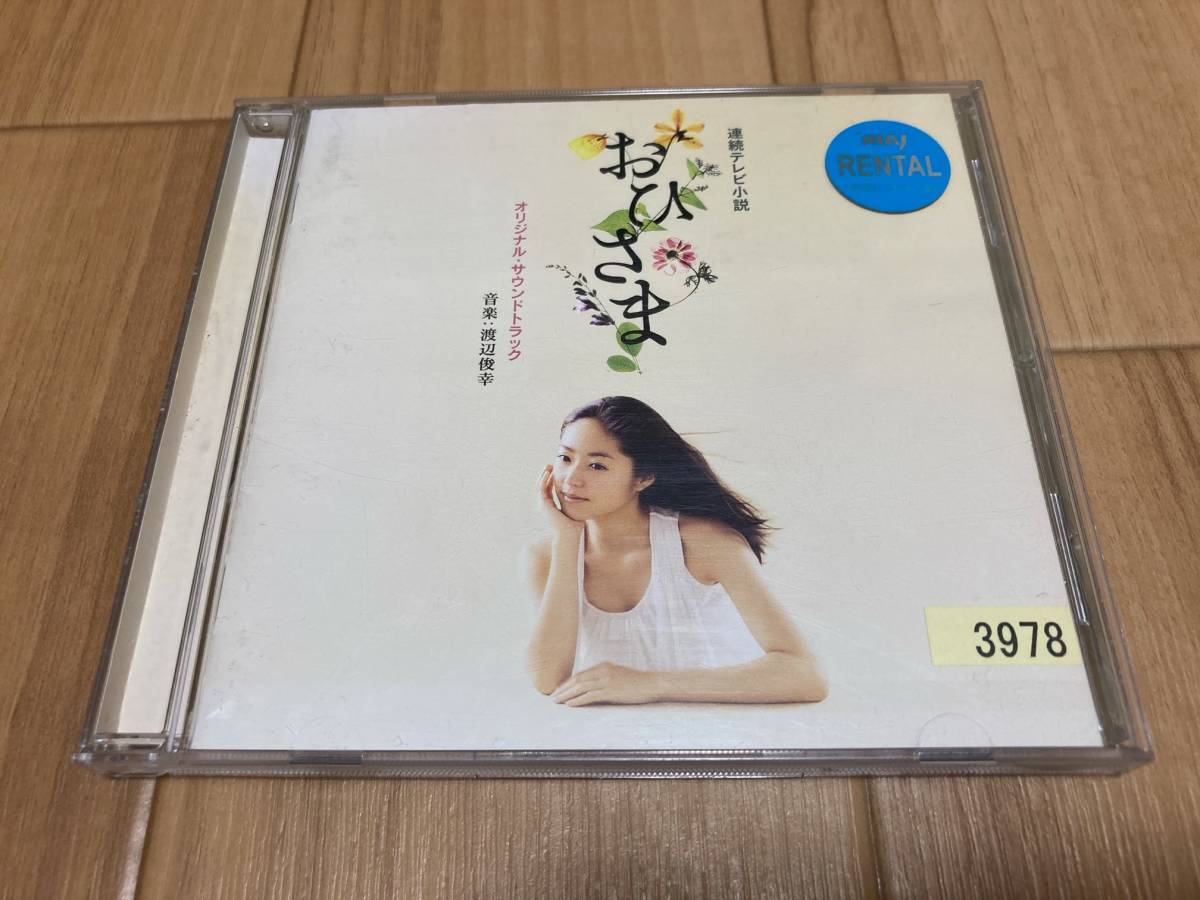 連続テレビ小説
おひさま
オリジナル・サウンドトラック
音楽:渡辺俊幸
RIAJ
RENTAL
3978